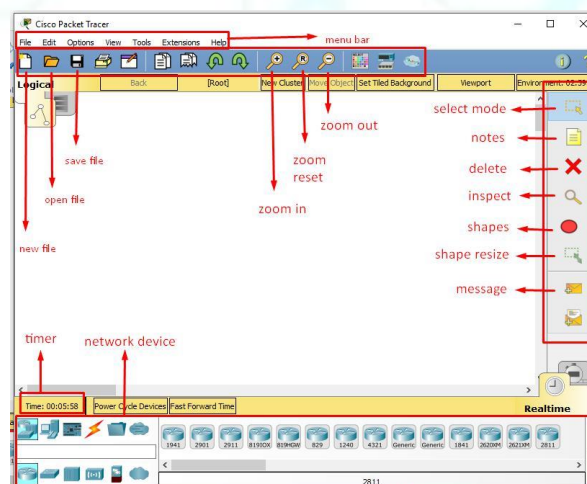 Cisco Packet Tracer
File Edit Options View Tools Extensions Help
menu bar
Logical
Back
[Root]
New Cluster
Move Object
Set Tiled Background
Viewport
Environment: 02:59
select mode
zoom out
notes
save file
zoom
reset
delete
open file
inspect
zoom in
shapes
new file
shape resize
message
timer
network device
Time: 00:05:58
Power Cycle Devices
Fast Forward Time
Realtime
1941
2901
2911
819IOX
819HGW
829
1240
4321
Generic
Generic
1841
2620XM
2621XM
2811
2811